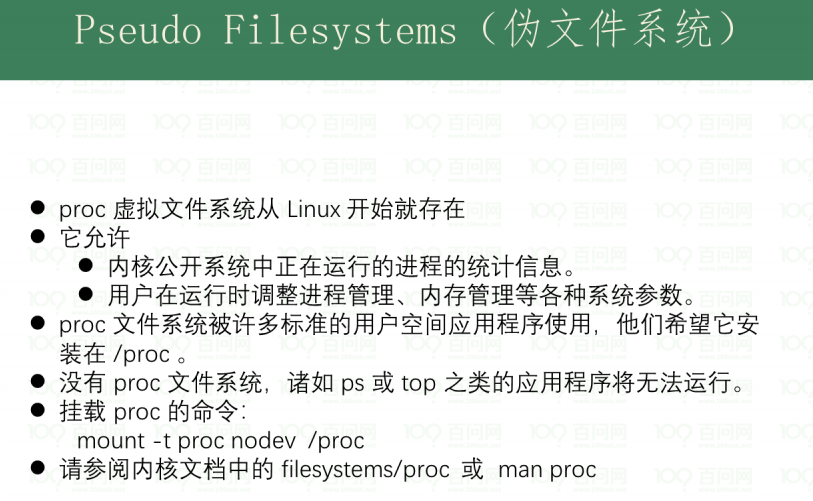 Pseudo Filesystems（伪文件系统）
● proc 虚拟文件系统从 Linux 开始就存在
● 它允许
● 内核公开系统中正在运行的进程的统计信息。
● 用户在运行时调整进程管理、内存管理等各种系统参数。
● proc 文件系统被许多标准的用户空间应用程序使用，他们希望它安
装在 /proc 。
● 没有 proc 文件系统，诸如 ps 或 top 之类的应用程序将无法运行。
● 挂载 proc 的命令：
mount -t proc nodev /proc
● 请参阅内核文档中的 filesystems/proc 或 man proc